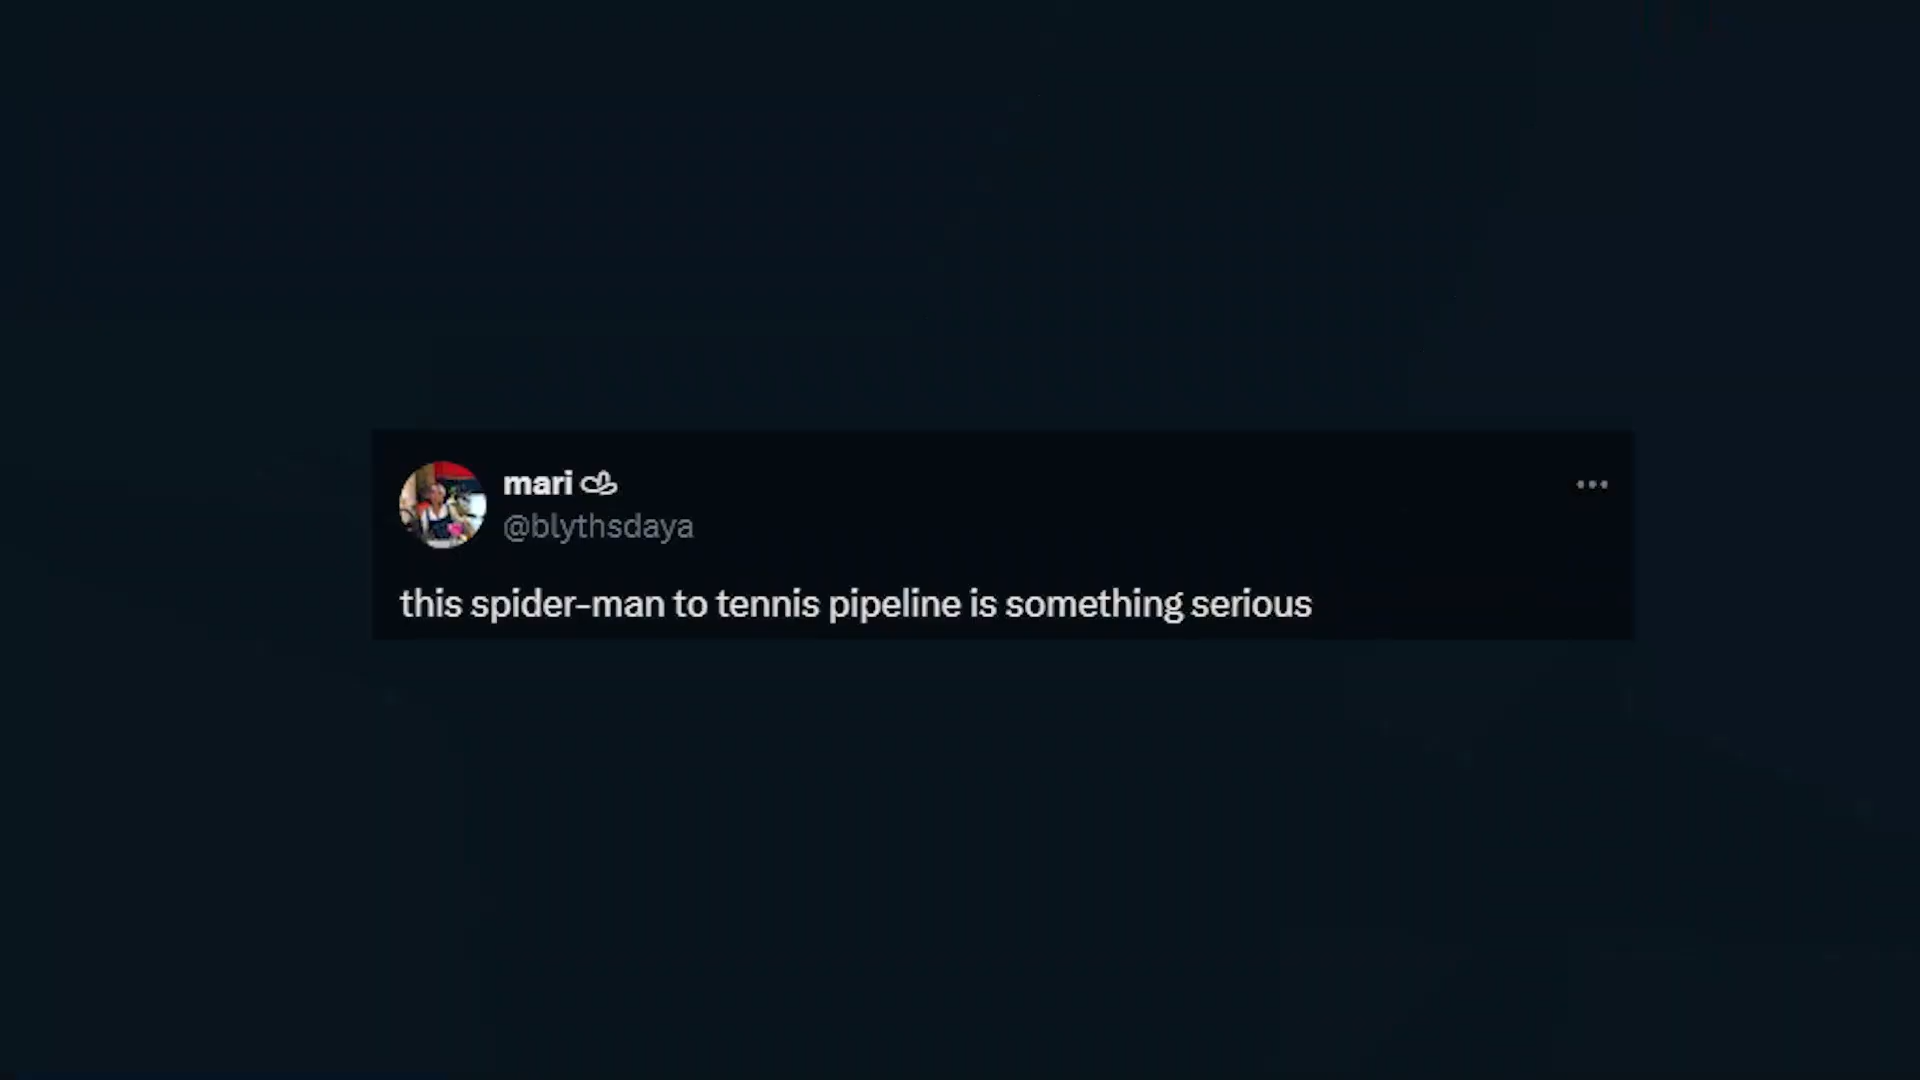 mari
@blythsdaya
this spider-man to tennis pipeline is something serious